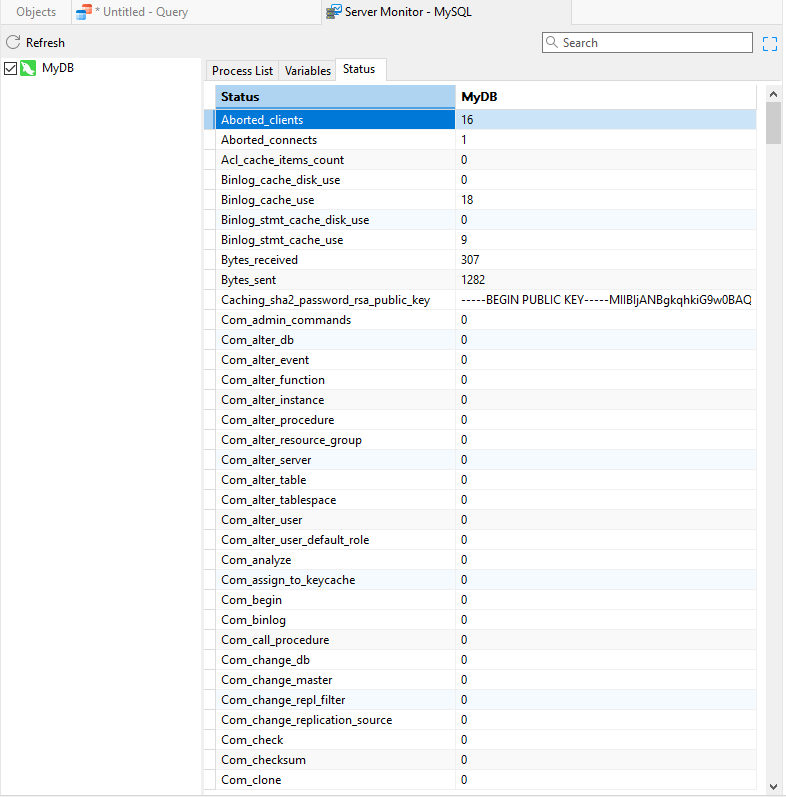 Objects * Untitled - Query Server Monitor - MySQL
Refresh Search
MyDB Process List Variables Status
Status MyDB
Aborted_clients 16
Aborted_connects 1
Acl_cache_items_count 0
Binlog_cache_disk_use 0
Binlog_cache_use 18
Binlog_stmt_cache_disk_use 0
Binlog_stmt_cache_use 9
Bytes_received 307
Bytes_sent 1282
Caching_sha2_password_rsa_public_key -----BEGIN PUBLIC KEY-----MIIBIjANBgkqhkiG9w0BAQ
Com_admin_commands 0
Com_alter_db 0
Com_alter_event 0
Com_alter_function 0
Com_alter_instance 0
Com_alter_procedure 0
Com_alter_resource_group 0
Com_alter_server 0
Com_alter_table 0
Com_alter_tablespace 0
Com_alter_user 0
Com_alter_user_default_role 0
Com_analyze 0
Com_assign_to_keycache 0
Com_begin 0
Com_binlog 0
Com_call_procedure 0
Com_change_db 0
Com_change_master 0
Com_change_repl_filter 0
Com_change_replication_source 0
Com_check 0
Com_checksum 0
Com_clone 0